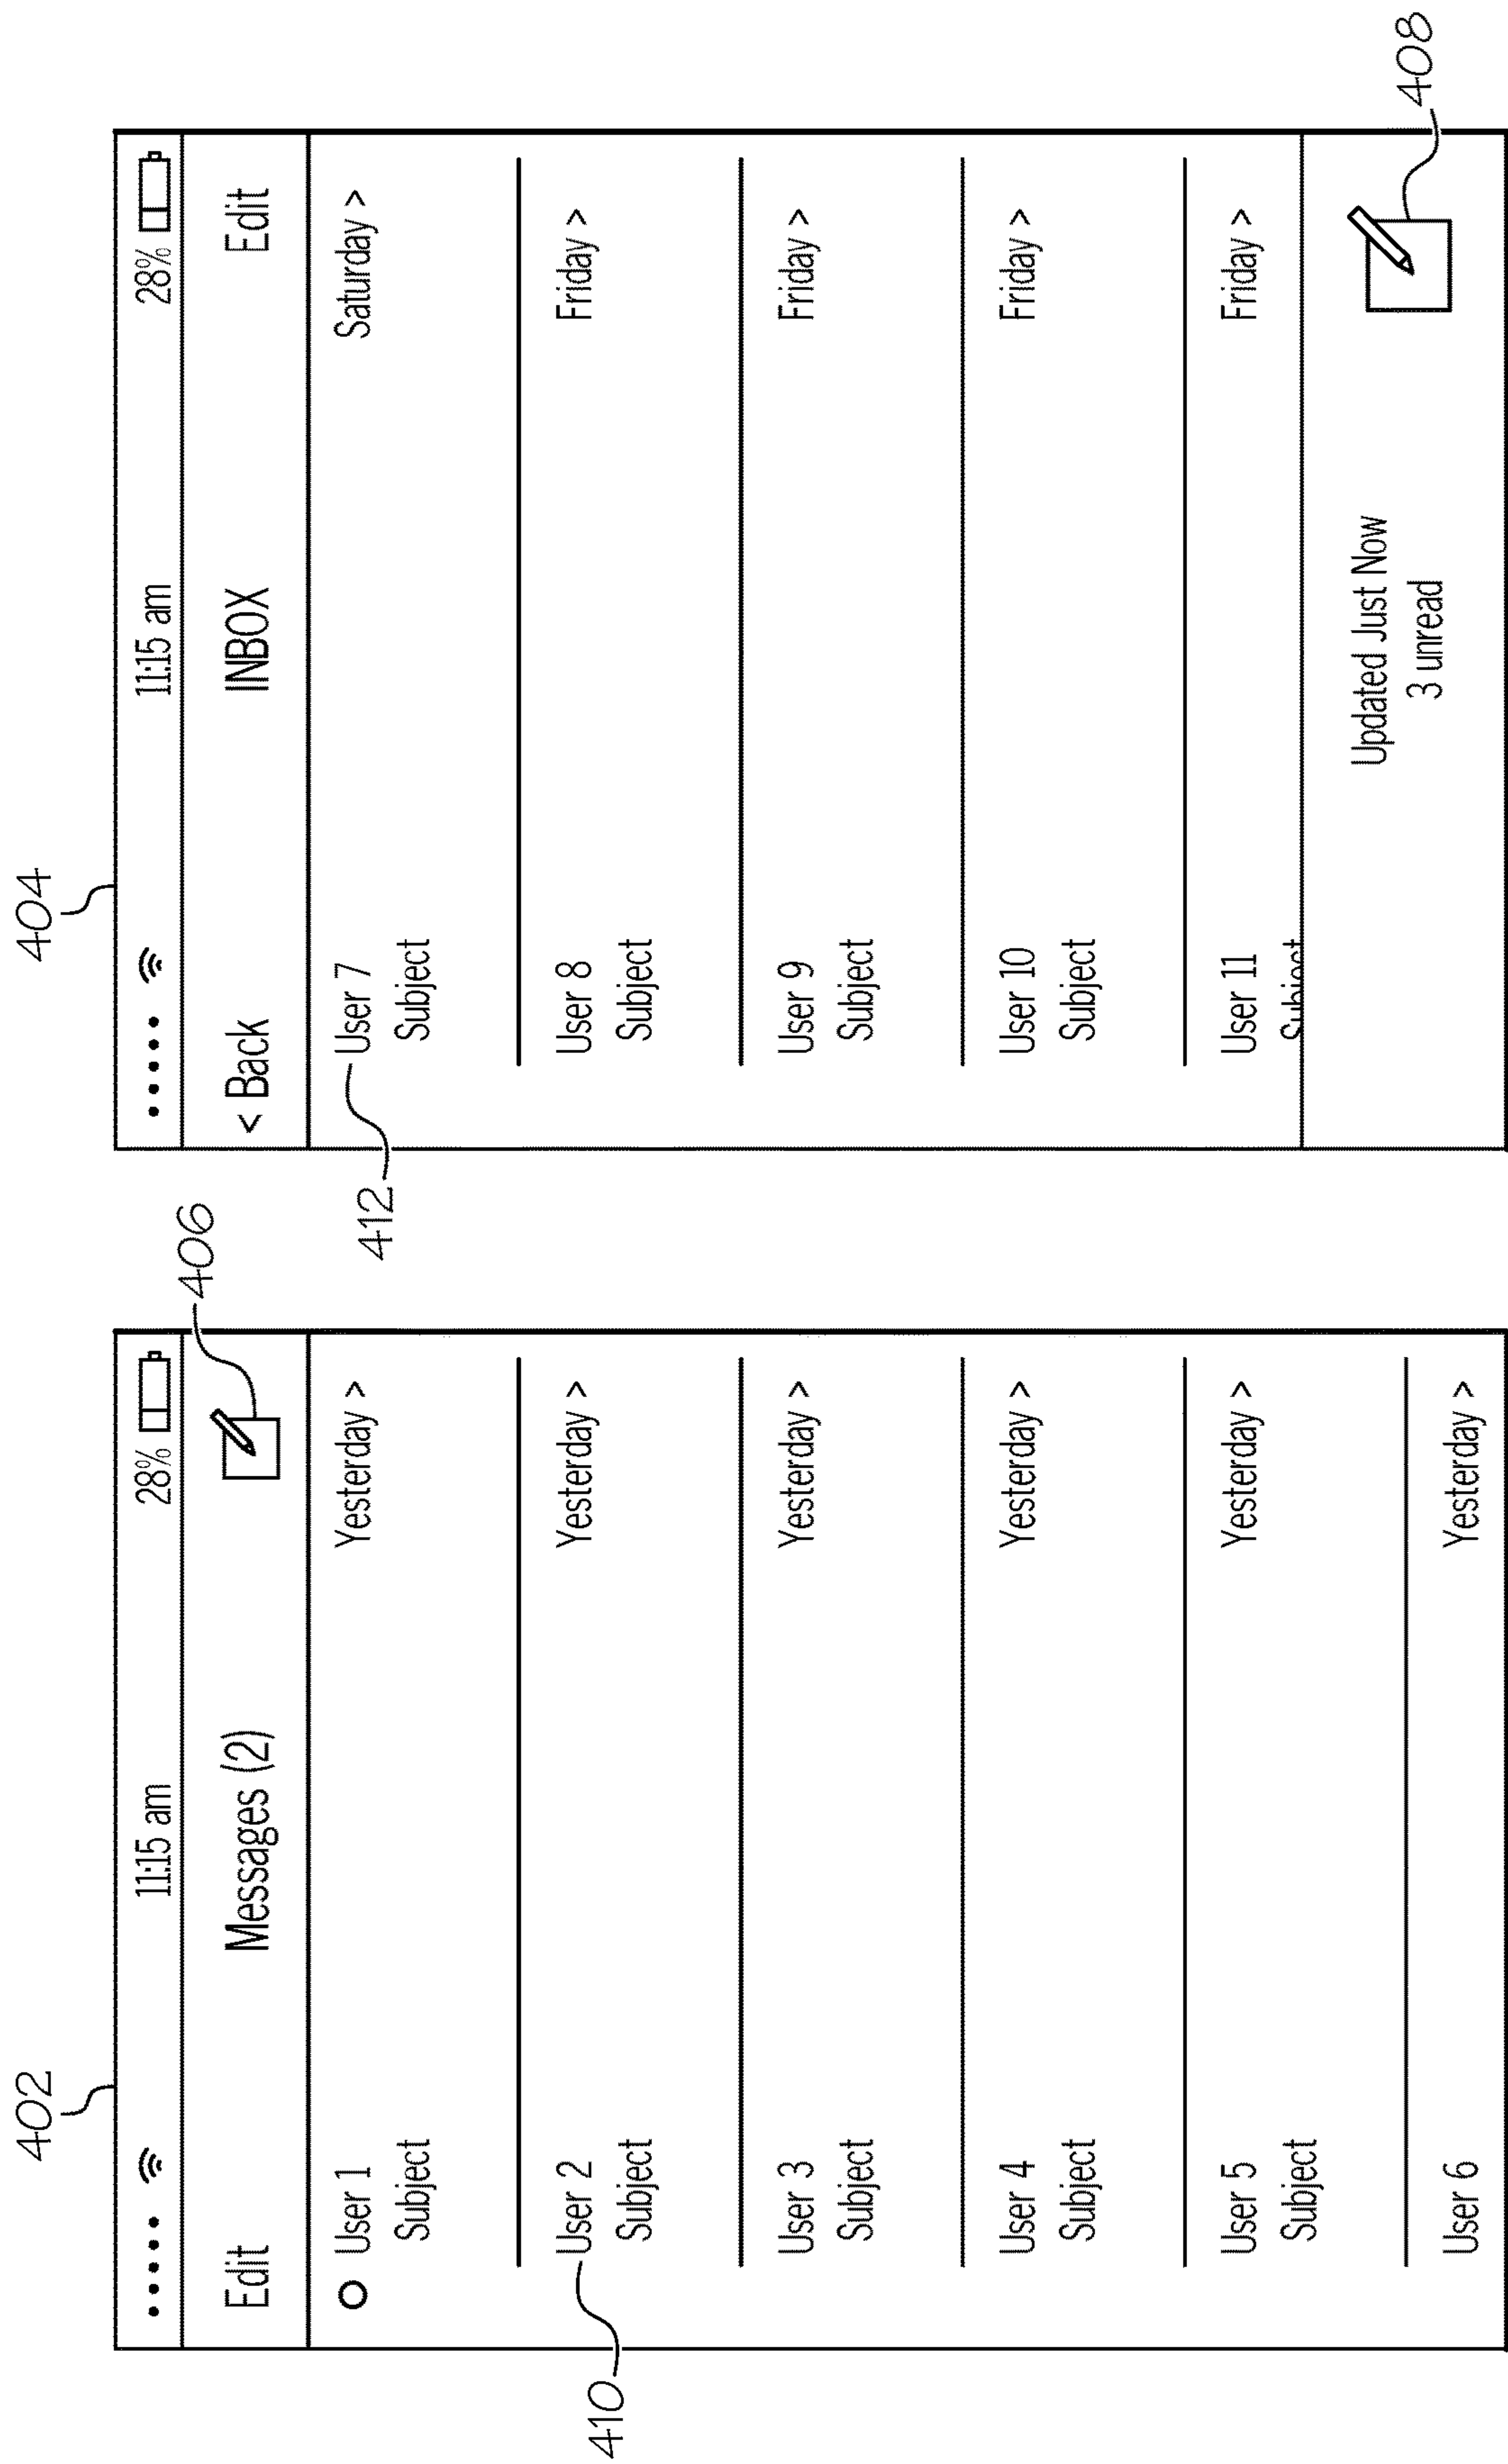 402
11:15 am 28%
Edit Messages (2)
406
User 1 Yesterday >
Subject
User 2 Yesterday >
Subject
410
User 3 Yesterday >
Subject
User 4 Yesterday >
Subject
User 5 Yesterday >
Subject
User 6 Yesterday >
404
11:15 am 28%
< Back INBOX Edit
User 7 Saturday >
412
Subject
User 8 Friday >
Subject
User 9 Friday >
Subject
User 10 Friday >
Subject
User 11 Friday >
Subject
Updated Just Now
3 unread
408